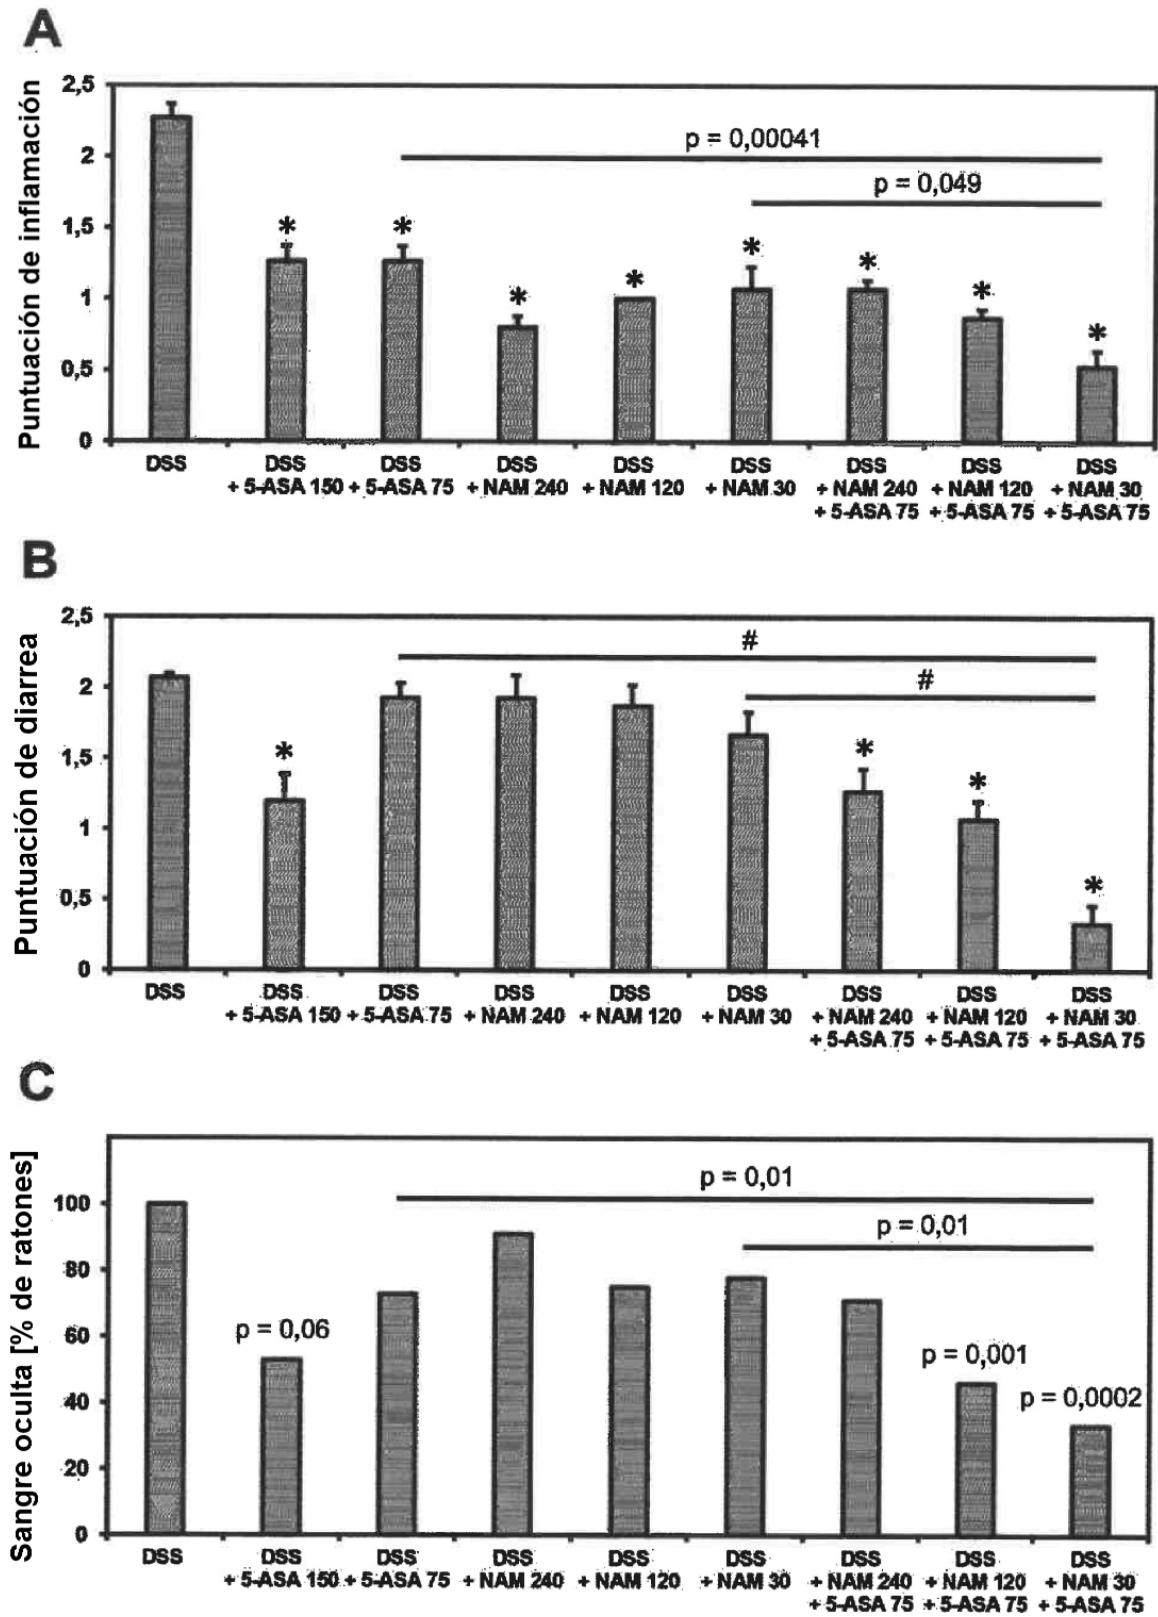 A
Puntuación de inflamación
2,5
2
1,5
1
0,5
0
p = 0,00041
p = 0,049
* * * * * * * *
DSS DSS DSS DSS DSS DSS DSS DSS DSS
+ 5-ASA 150 + 5-ASA 75 + NAM 240 + NAM 120 + NAM 30 + NAM 240 + NAM 120 + NAM 30
+ 5-ASA 75 + 5-ASA 75 + 5-ASA 75
B
Puntuación de diarrea
2,5
2
1,5
1
0,5
0
#
#
* * * *
DSS DSS DSS DSS DSS DSS DSS DSS DSS
+ 5-ASA 150 + 5-ASA 75 + NAM 240 + NAM 120 + NAM 30 + NAM 240 + NAM 120 + NAM 30
+ 5-ASA 75 + 5-ASA 75 + 5-ASA 75
C
Sangre oculta [% de ratones]
100
80
60
40
20
0
p = 0,01
p = 0,01
p = 0,06
p = 0,001
p = 0,0002
DSS DSS DSS DSS DSS DSS DSS DSS DSS
+ 5-ASA 150 + 5-ASA 75 + NAM 240 + NAM 120 + NAM 30 + NAM 240 + NAM 120 + NAM 30
+ 5-ASA 75 + 5-ASA 75 + 5-ASA 75